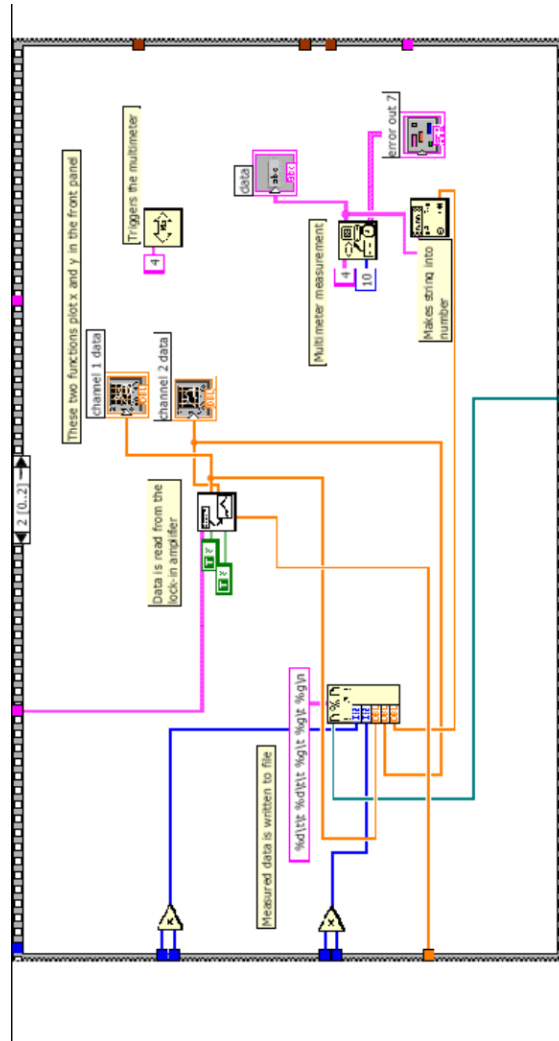 2 [0..2]
These two functions plot x and y in the front panel
Triggers the multimeter
4
channel 1 data
channel 2 data
Data is read from the
lock-in amplifier
data
abc
Multimeter measurement
4
10
error out 7
Makes string into
number
Measured data is written to file
%d\t\t %d\t\t %g\t %g\t %g\n